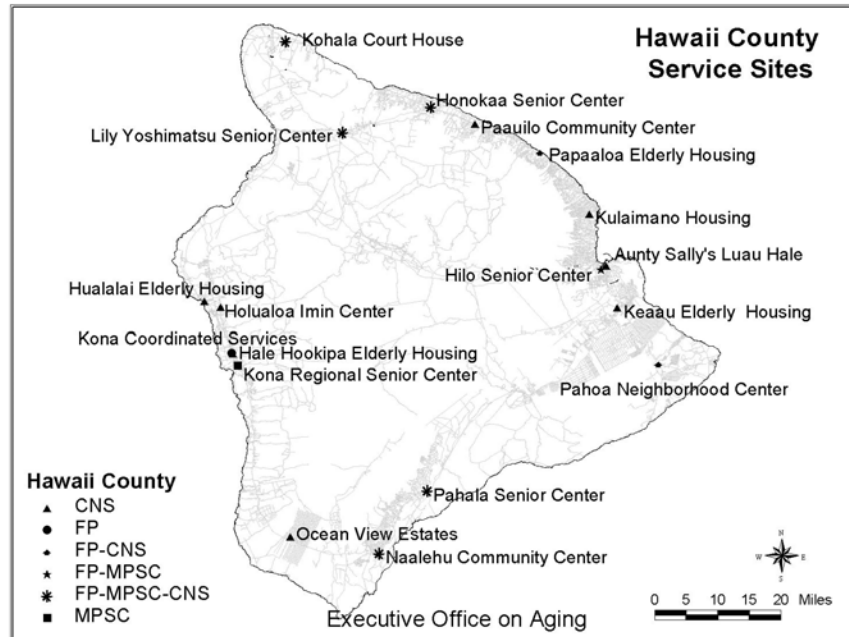 Hawaii County
Service Sites
Kohala Court House
Honokaa Senior Center
Paauilo Community Center
Lily Yoshimatsu Senior Center
Papaaloa Elderly Housing
Kulaimano Housing
Aunty Sally's Luau Hale
Hilo Senior Center
Hualalai Elderly Housing
Holualoa Imin Center
Keaau Elderly Housing
Kona Coordinated Services
Hale Hookipa Elderly Housing
Kona Regional Senior Center
Pahoa Neighborhood Center
Pahala Senior Center
Ocean View Estates
Naalehu Community Center
Hawaii County
CNS
FP
FP-CNS
FP-MPSC
FP-MPSC-CNS
MPSC
N
W E
S
0 5 10 15 20 Miles
Executive Office on Aging